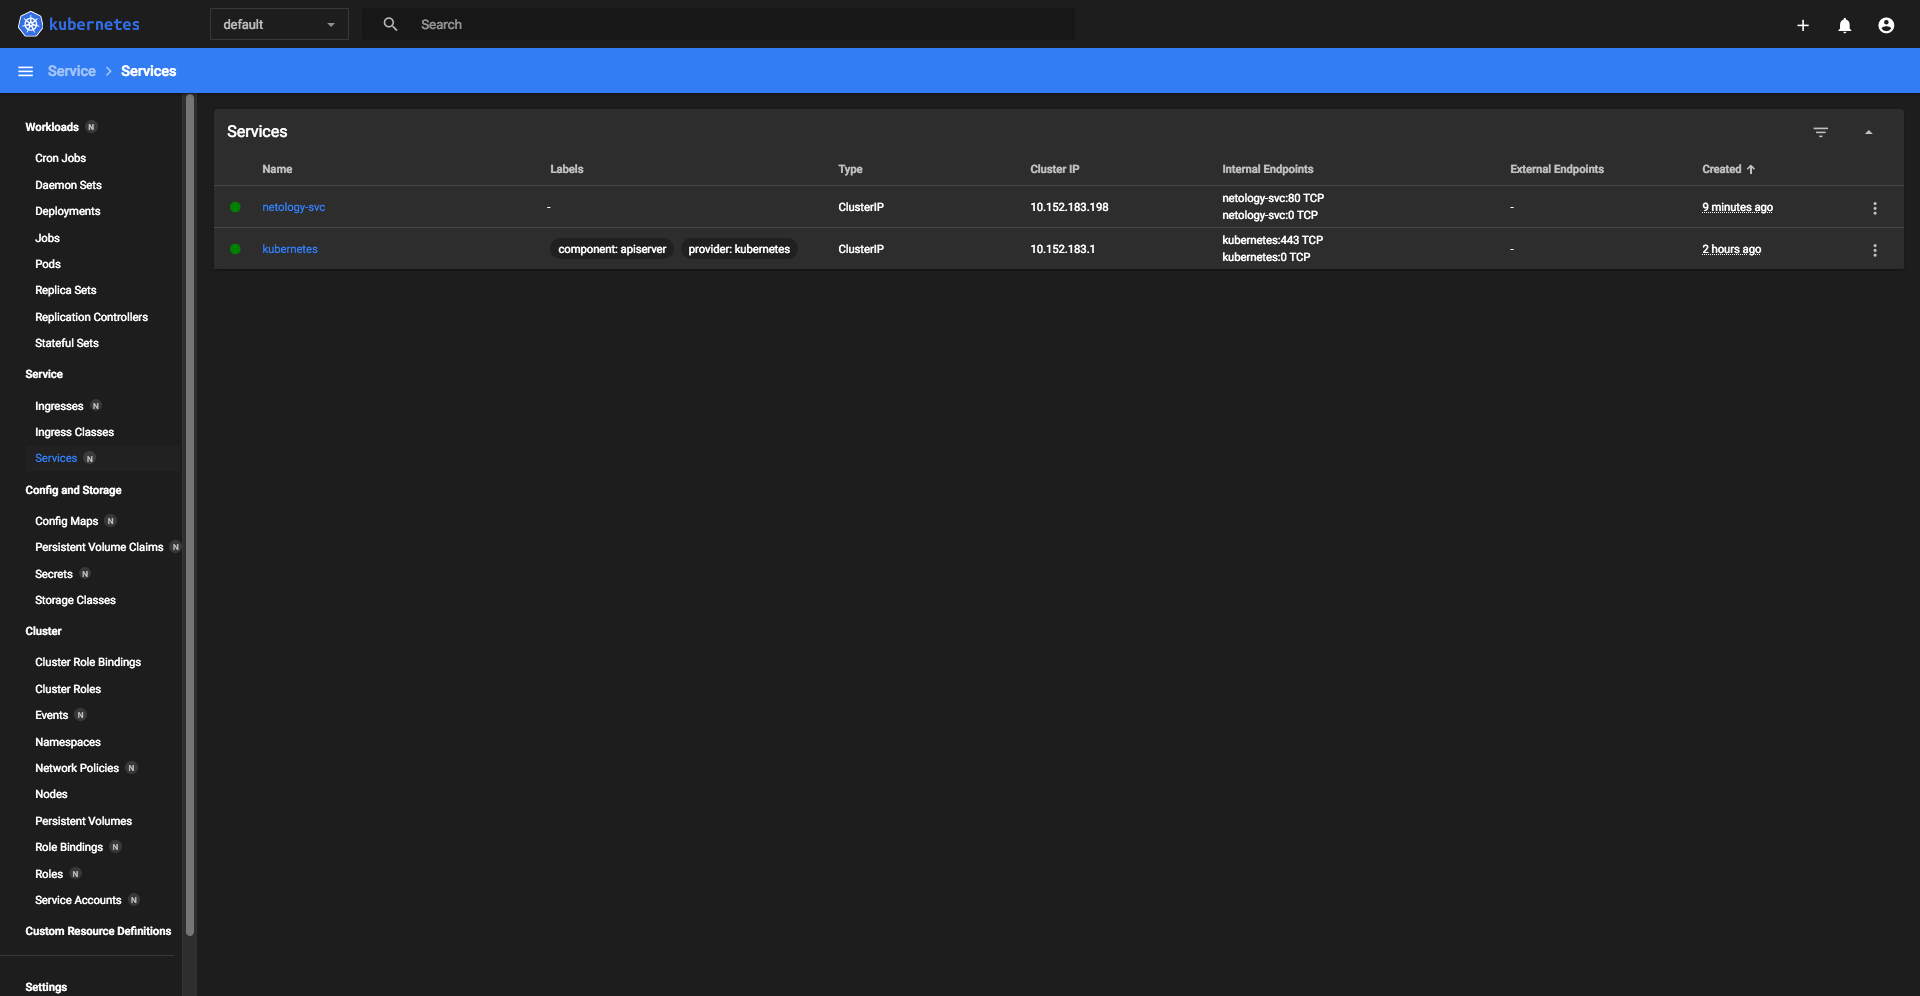 kubernetes
default
Search
Service > Services
Workloads N
Cron Jobs
Daemon Sets
Deployments
Jobs
Pods
Replica Sets
Replication Controllers
Stateful Sets
Service
Ingresses N
Ingress Classes
Services N
Config and Storage
Config Maps N
Persistent Volume Claims N
Secrets N
Storage Classes
Cluster
Cluster Role Bindings
Cluster Roles
Events N
Namespaces
Network Policies N
Nodes
Persistent Volumes
Role Bindings N
Roles N
Service Accounts N
Custom Resource Definitions
Settings
Services
Name Labels Type Cluster IP Internal Endpoints External Endpoints Created ↑
netology-svc - ClusterIP 10.152.183.198 netology-svc:80 TCP - 9 minutes ago
netology-svc:0 TCP
kubernetes component: apiserver provider: kubernetes ClusterIP 10.152.183.1 kubernetes:443 TCP - 2 hours ago
kubernetes:0 TCP